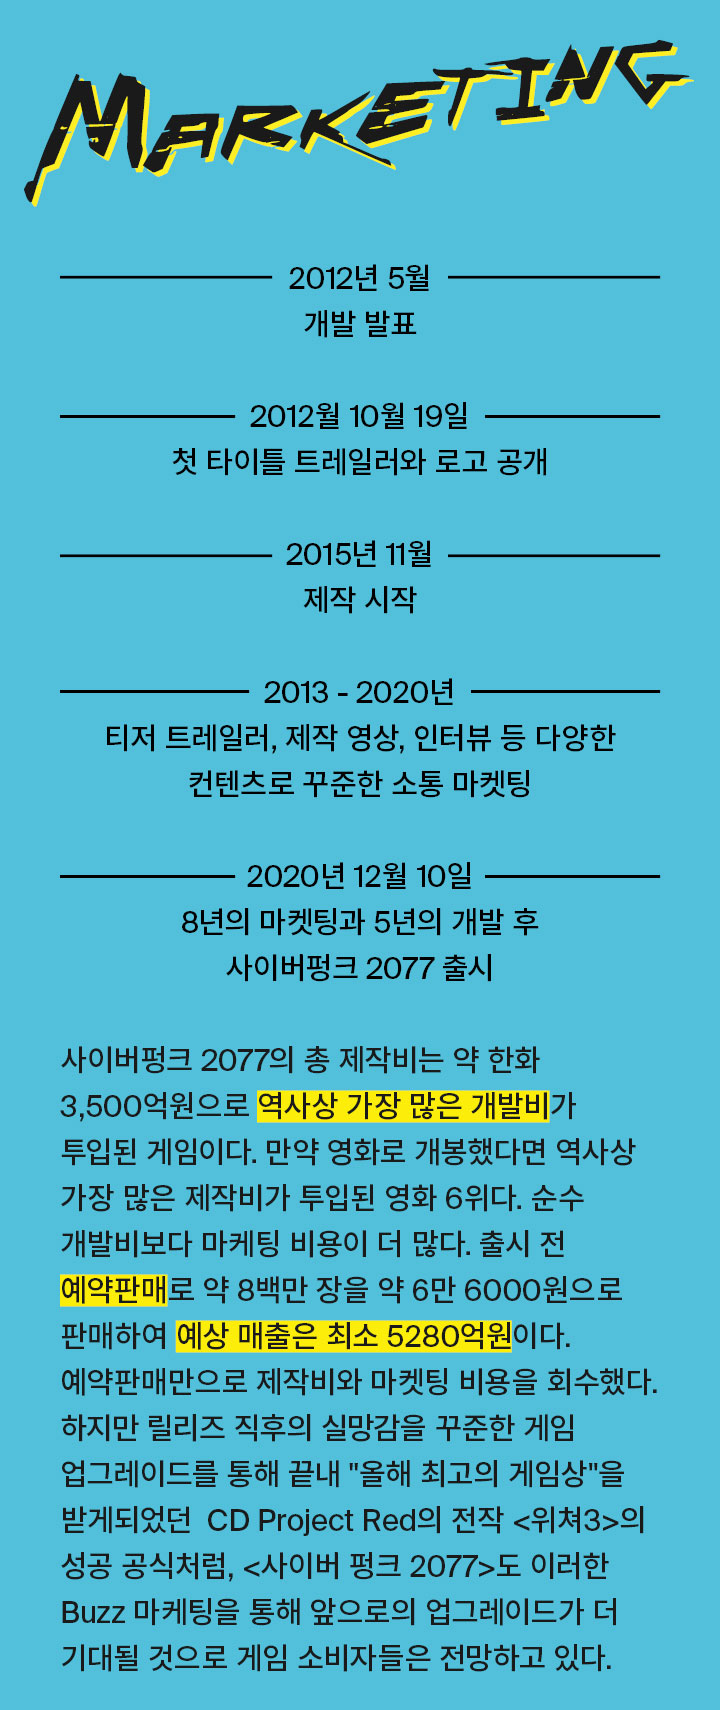 MARKETING
2012년 5월
개발 발표
2012월 10월 19일
첫 타이틀 트레일러와 로고 공개
2015년 11월
제작 시작
2013 - 2020년
티저 트레일러, 제작 영상, 인터뷰 등 다양한
컨텐츠로 꾸준한 소통 마켓팅
2020년 12월 10일
8년의 마켓팅과 5년의 개발 후
사이버펑크 2077 출시
사이버펑크 2077의 총 제작비는 약 한화
3,500억원으로 역사상 가장 많은 개발비가
투입된 게임이다. 만약 영화로 개봉했다면 역사상
가장 많은 제작비가 투입된 영화 6위다. 순수
개발비보다 마케팅 비용이 더 많다. 출시 전
예약판매로 약 8백만 장을 약 6만 6000원으로
판매하여 예상 매출은 최소 5280억원이다.
예약판매만으로 제작비와 마켓팅 비용을 회수했다.
하지만 릴리즈 직후의 실망감을 꾸준한 게임
업그레이드를 통해 끝내 "올해 최고의 게임상"을
받게되었던  CD Project Red의 전작 <위쳐3>의
성공 공식처럼, <사이버 펑크 2077>도 이러한
Buzz 마케팅을 통해 앞으로의 업그레이드가 더
기대될 것으로 게임 소비자들은 전망하고 있다.